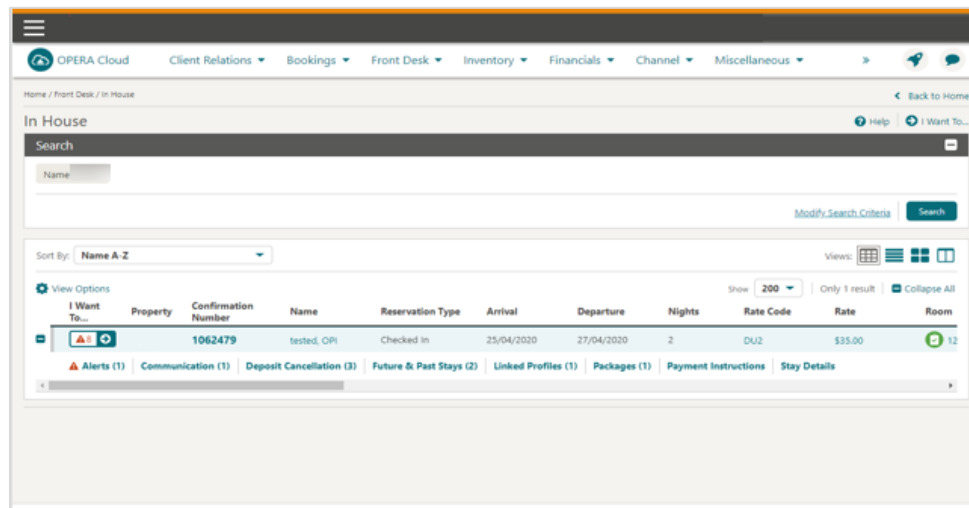 OPERA Cloud Client Relations Bookings Front Desk Inventory Financials Channel Miscellaneous »
Home / Front Desk / In House Back to Home
In House Help I Want To...
Search
Name
Modify Search Criteria Search
Sort By: Name A-Z Views:
View Options Show 200 Only 1 result Collapse All
I Want To... Property Confirmation Number Name Reservation Type Arrival Departure Nights Rate Code Rate Room
8 1062479 tested, OPI Checked In 25/04/2020 27/04/2020 2 DU2 $35.00 12
Alerts (1) Communication (1) Deposit Cancellation (3) Future & Past Stays (2) Linked Profiles (1) Packages (1) Payment Instructions Stay Details